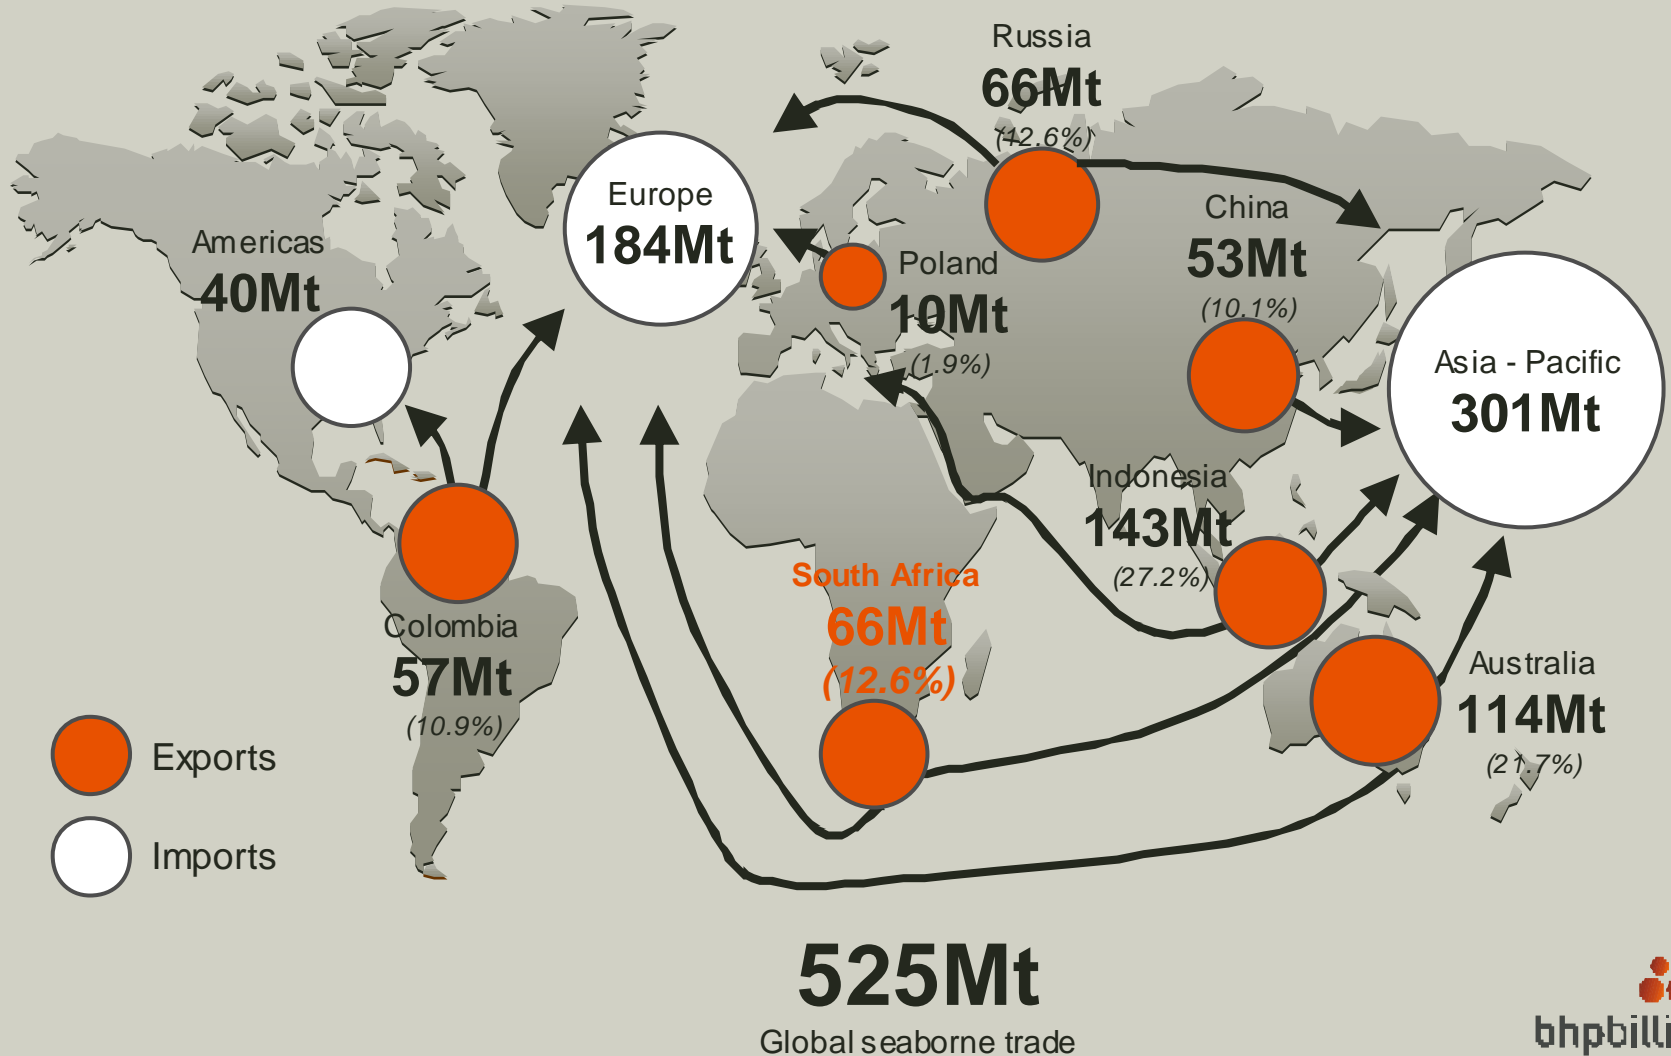 Russia
66Mt
(12.6%)
Europe
184Mt
Americas
40Mt
China
53Mt
(10.1%)
Poland
10Mt
(1.9%)
Asia - Pacific
301Mt
Indonesia
143Mt
(27.2%)
South Africa
66Mt
(12.6%)
Colombia
57Mt
(10.9%)
Australia
114Mt
(21.7%)
Exports
Imports
525Mt
Global seaborne trade
bhpbilli